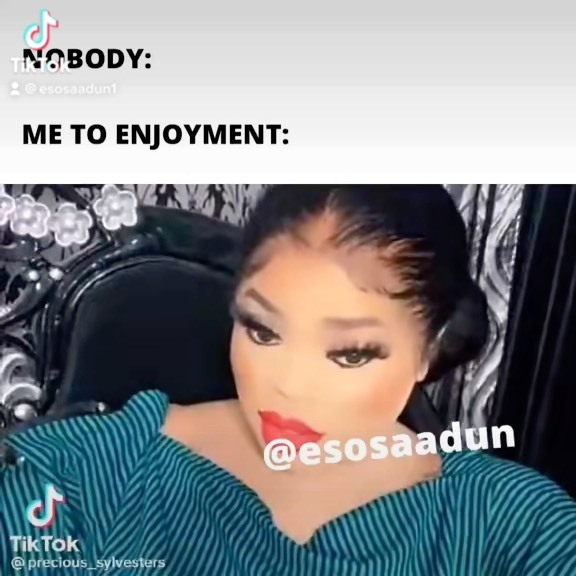 NOBODY:
TikTok
@esosaadun1
ME TO ENJOYMENT:
@esosaadun
TikTok
@precious_sylvesters